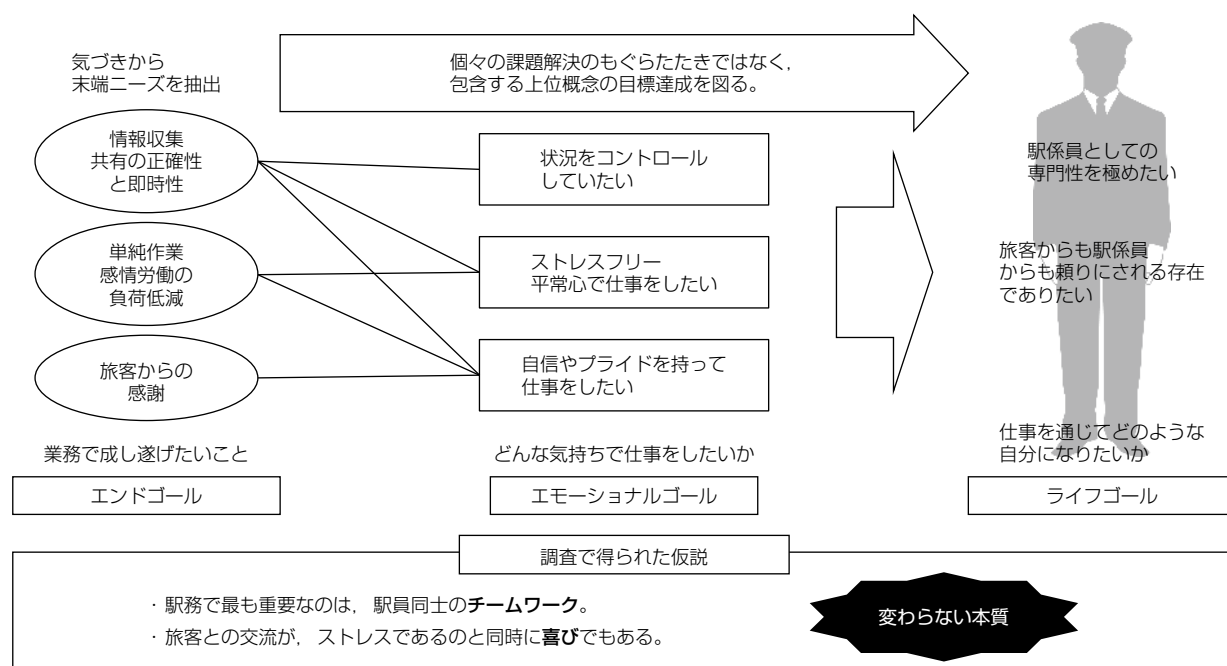 気づきから
末端ニーズを抽出
個々の課題解決のもぐらたたきではなく，
包含する上位概念の目標達成を図る。
情報収集
共有の正確性
と即時性
状況をコントロール
していたい
駅係員としての
専門性を極めたい
単純作業
感情労働の
負荷低減
ストレスフリー
平常心で仕事をしたい
旅客からも駅係員
からも頼りにされる存在
でありたい
旅客からの
感謝
自信やプライドを持って
仕事をしたい
業務で成し遂げたいこと
どんな気持ちで仕事をしたいか
仕事を通じてどのような
自分になりたいか
エンドゴール
エモーショナルゴール
ライフゴール
調査で得られた仮説
・駅務で最も重要なのは，駅員同士のチームワーク。
・旅客との交流が，ストレスであるのと同時に喜びでもある。
変わらない本質